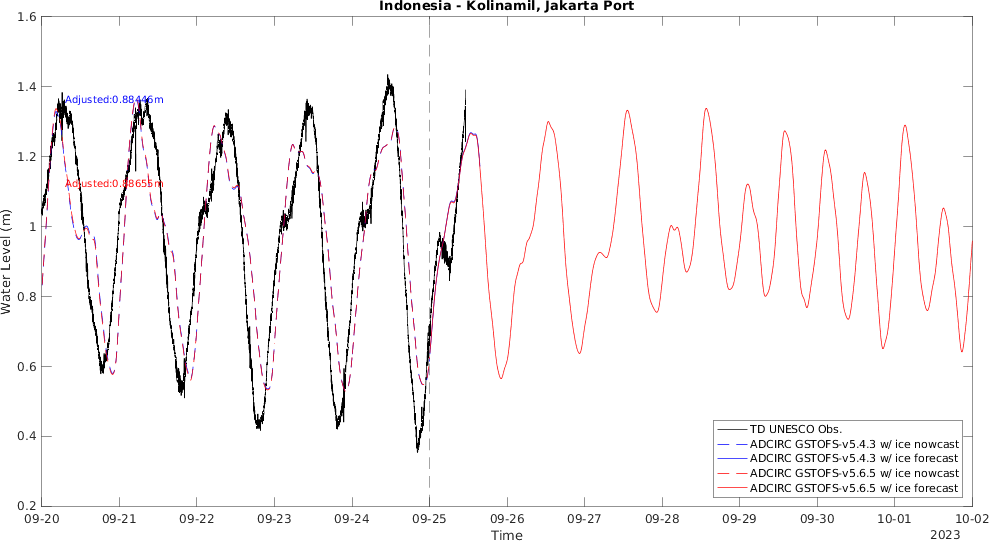 Indonesia - Kolinamil, Jakarta Port
1.6
1.4
1.2
1
0.8
0.6
0.4
0.2
Water Level (m)
Adjusted:0.88446m
Adjusted:0.88655m
TD UNESCO Obs.
ADCIRC GSTOFS-v5.4.3 w/ ice nowcast
ADCIRC GSTOFS-v5.4.3 w/ ice forecast
ADCIRC GSTOFS-v5.6.5 w/ ice nowcast
ADCIRC GSTOFS-v5.6.5 w/ ice forecast
09-20 09-21 09-22 09-23 09-24 09-25 09-26 09-27 09-28 09-29 09-30 10-01 10-02
Time
2023